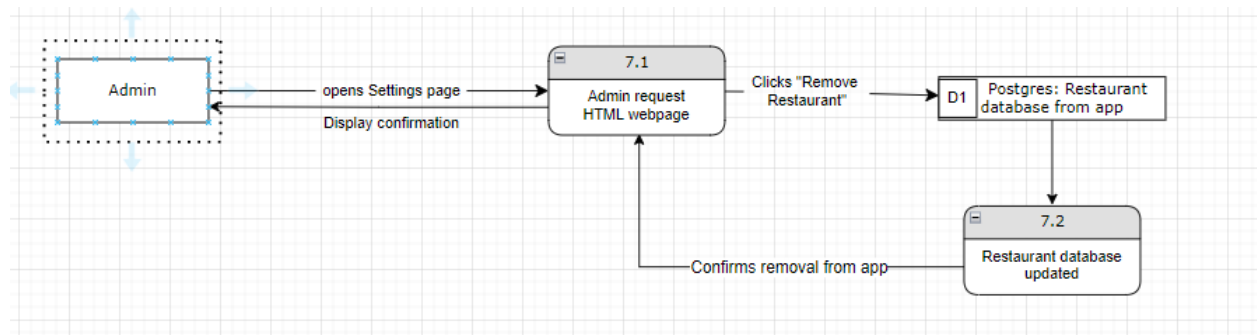 Admin
opens Settings page
Display confirmation
7.1
Admin request
HTML webpage
Clicks "Remove
Restaurant"
D1
Postgres: Restaurant
database from app
7.2
Restaurant database
updated
Confirms removal from app